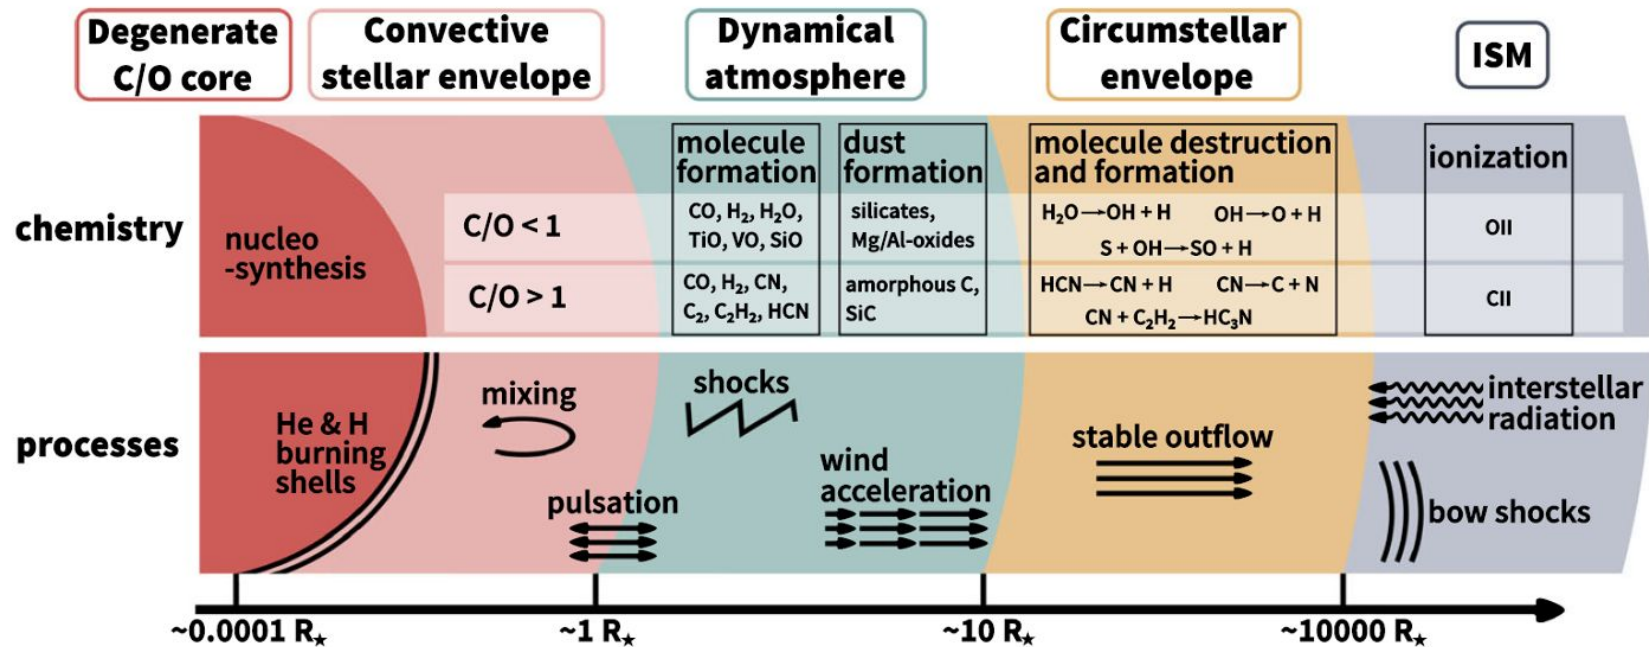 Degenerate
C/O core
Convective
stellar envelope
Dynamical
atmosphere
Circumstellar
envelope
ISM
chemistry
nucleo
-synthesis
C/O < 1
C/O > 1
molecule
formation
CO, H₂, H₂O,
TiO, VO, SiO
CO, H₂, CN,
C₂, C₂H₂, HCN
dust
formation
silicates,
Mg/Al-oxides
amorphous C,
SiC
molecule destruction
and formation
H₂O→OH + H
OH→O + H
S + OH→SO + H
HCN→CN + H
CN→C + N
CN + C₂H₂→HC₃N
ionization
OII
CII
processes
He & H
burning
shells
mixing
pulsation
shocks
wind
acceleration
stable outflow
interstellar
radiation
bow shocks
~0.0001 R★
~1 R★
~10 R★
~10000 R★